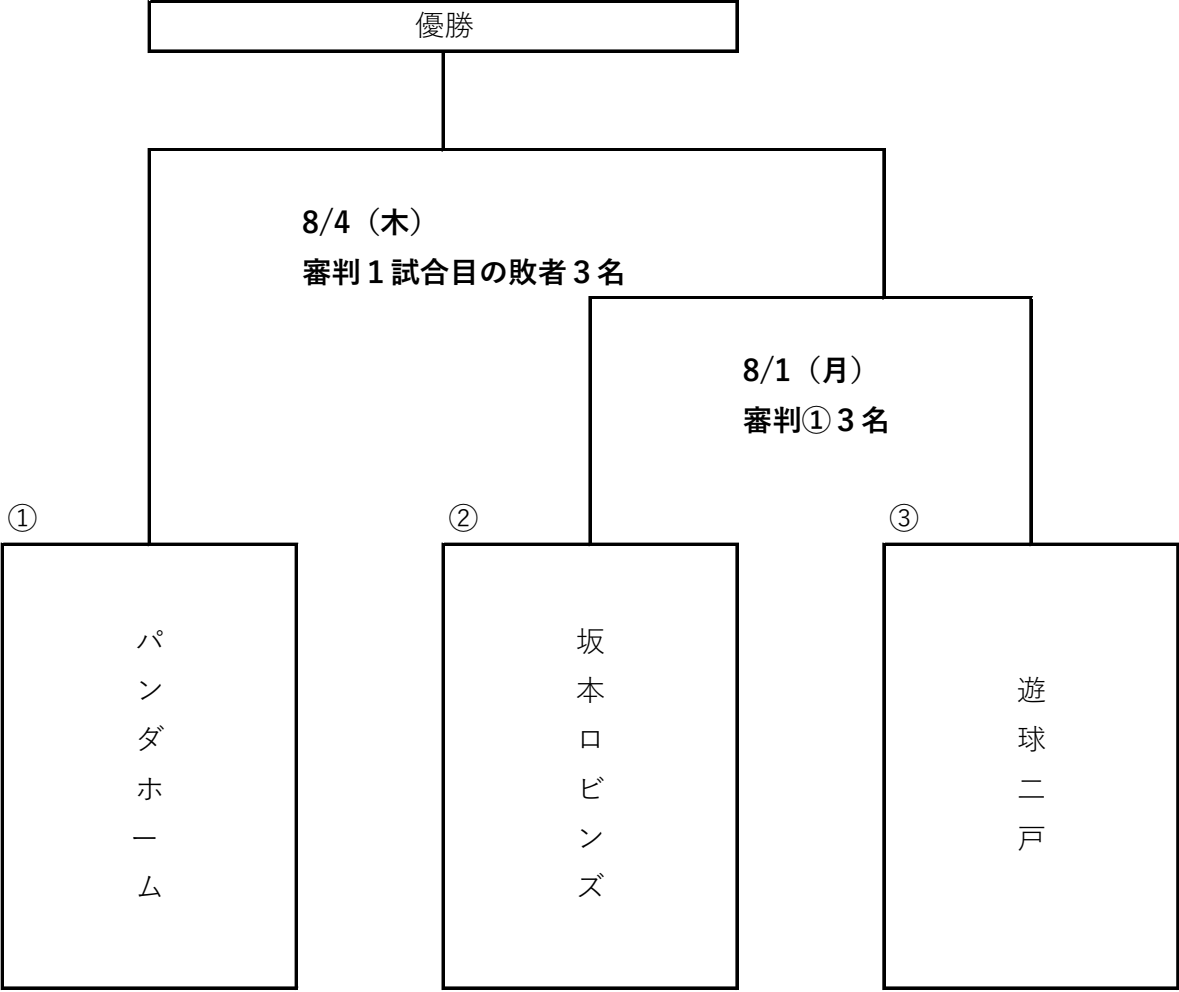 優勝
8/4（木）
審判１試合目の敗者３名
8/1（月）
審判①３名
①
②
③
パンダホーム
坂本ロビンズ
遊球二戸